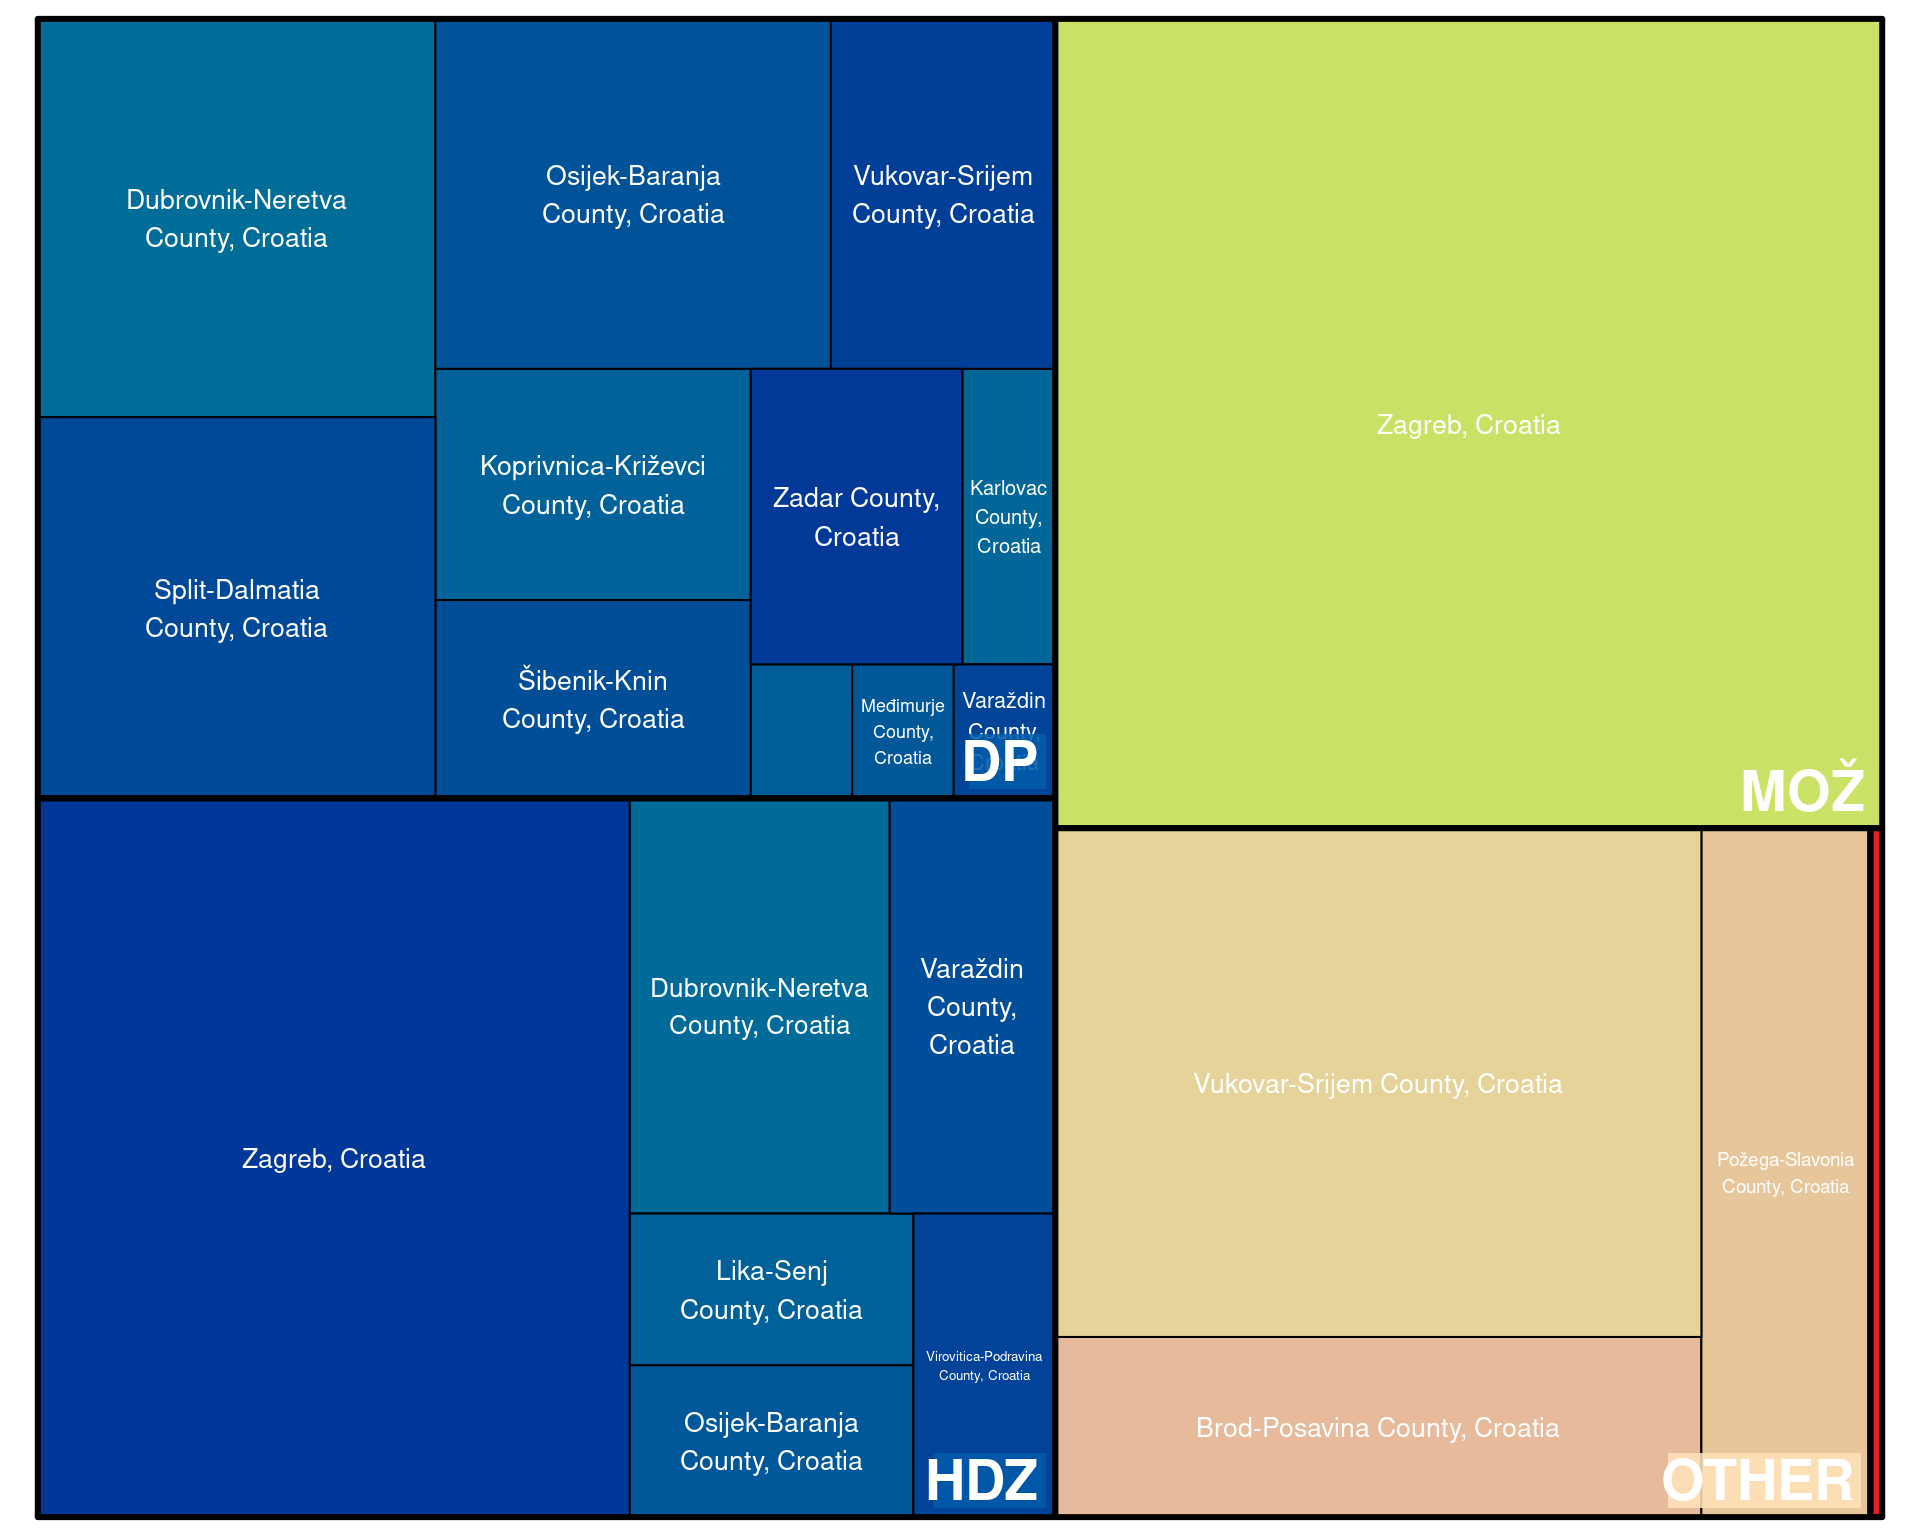 Dubrovnik-Neretva
County, Croatia
Osijek-Baranja
County, Croatia
Vukovar-Srijem
County, Croatia
Split-Dalmatia
County, Croatia
Koprivnica-Križevci
County, Croatia
Zadar County,
Croatia
Karlovac
County,
Croatia
Šibenik-Knin
County, Croatia
Međimurje
County,
Croatia
Varaždin
County,
Croatia
DP
Zagreb, Croatia
MOŽ
Zagreb, Croatia
Dubrovnik-Neretva
County, Croatia
Varaždin
County,
Croatia
Lika-Senj
County, Croatia
Osijek-Baranja
County, Croatia
Virovitica-Podravina
County, Croatia
HDZ
Vukovar-Srijem County, Croatia
Požega-Slavonia
County, Croatia
Brod-Posavina County, Croatia
OTHER